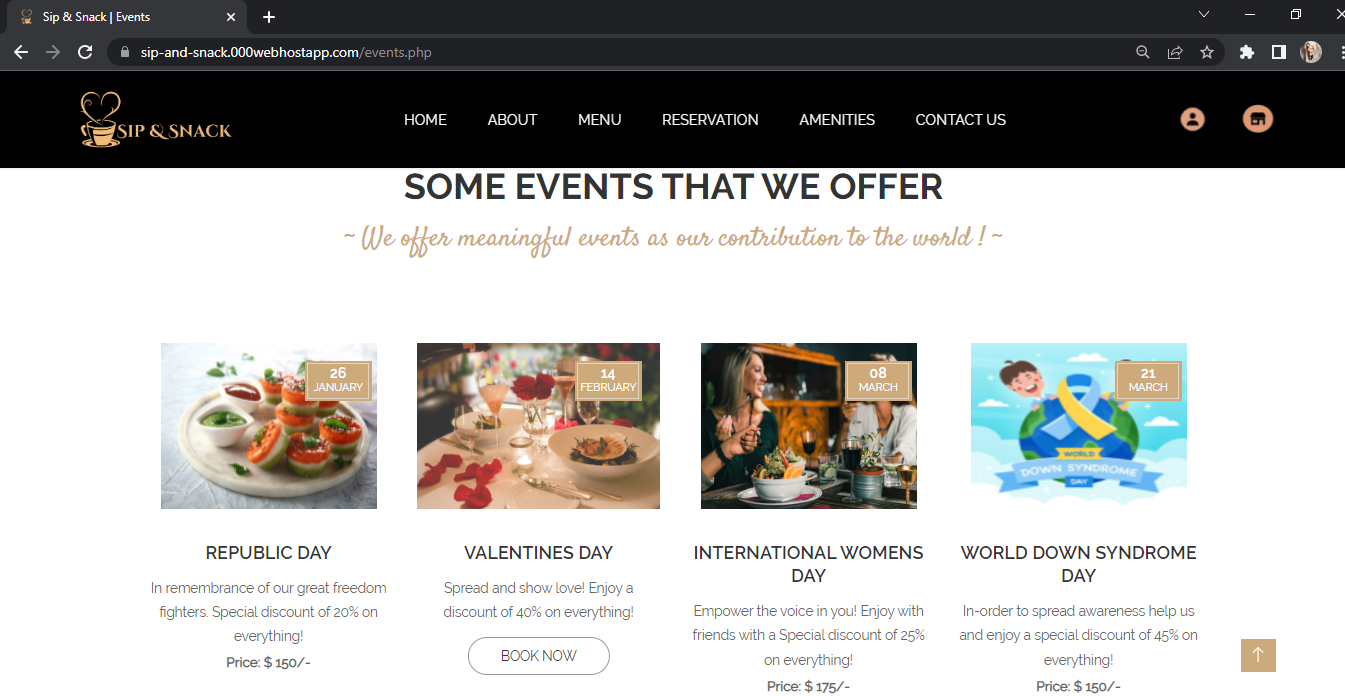 Sip & Snack | Events
sip-and-snack.000webhostapp.com/events.php
SIP & SNACK
HOME
ABOUT
MENU
RESERVATION
AMENITIES
CONTACT US
SOME EVENTS THAT WE OFFER
~ We offer meaningful events as our contribution to the world ! ~
26
JANUARY
REPUBLIC DAY
In remembrance of our great freedom
fighters. Special discount of 20% on
everything!
Price: $ 150/-
14
FEBRUARY
VALENTINES DAY
Spread and show love! Enjoy a
discount of 40% on everything!
BOOK NOW
08
MARCH
INTERNATIONAL WOMENS
DAY
Empower the voice in you! Enjoy with
friends with a Special discount of 25%
on everything!
Price: $ 175/-
21
MARCH
WORLD
DOWN SYNDROME
DAY
WORLD DOWN SYNDROME
DAY
In-order to spread awareness help us
and enjoy a special discount of 45% on
everything!
Price: $ 150/-